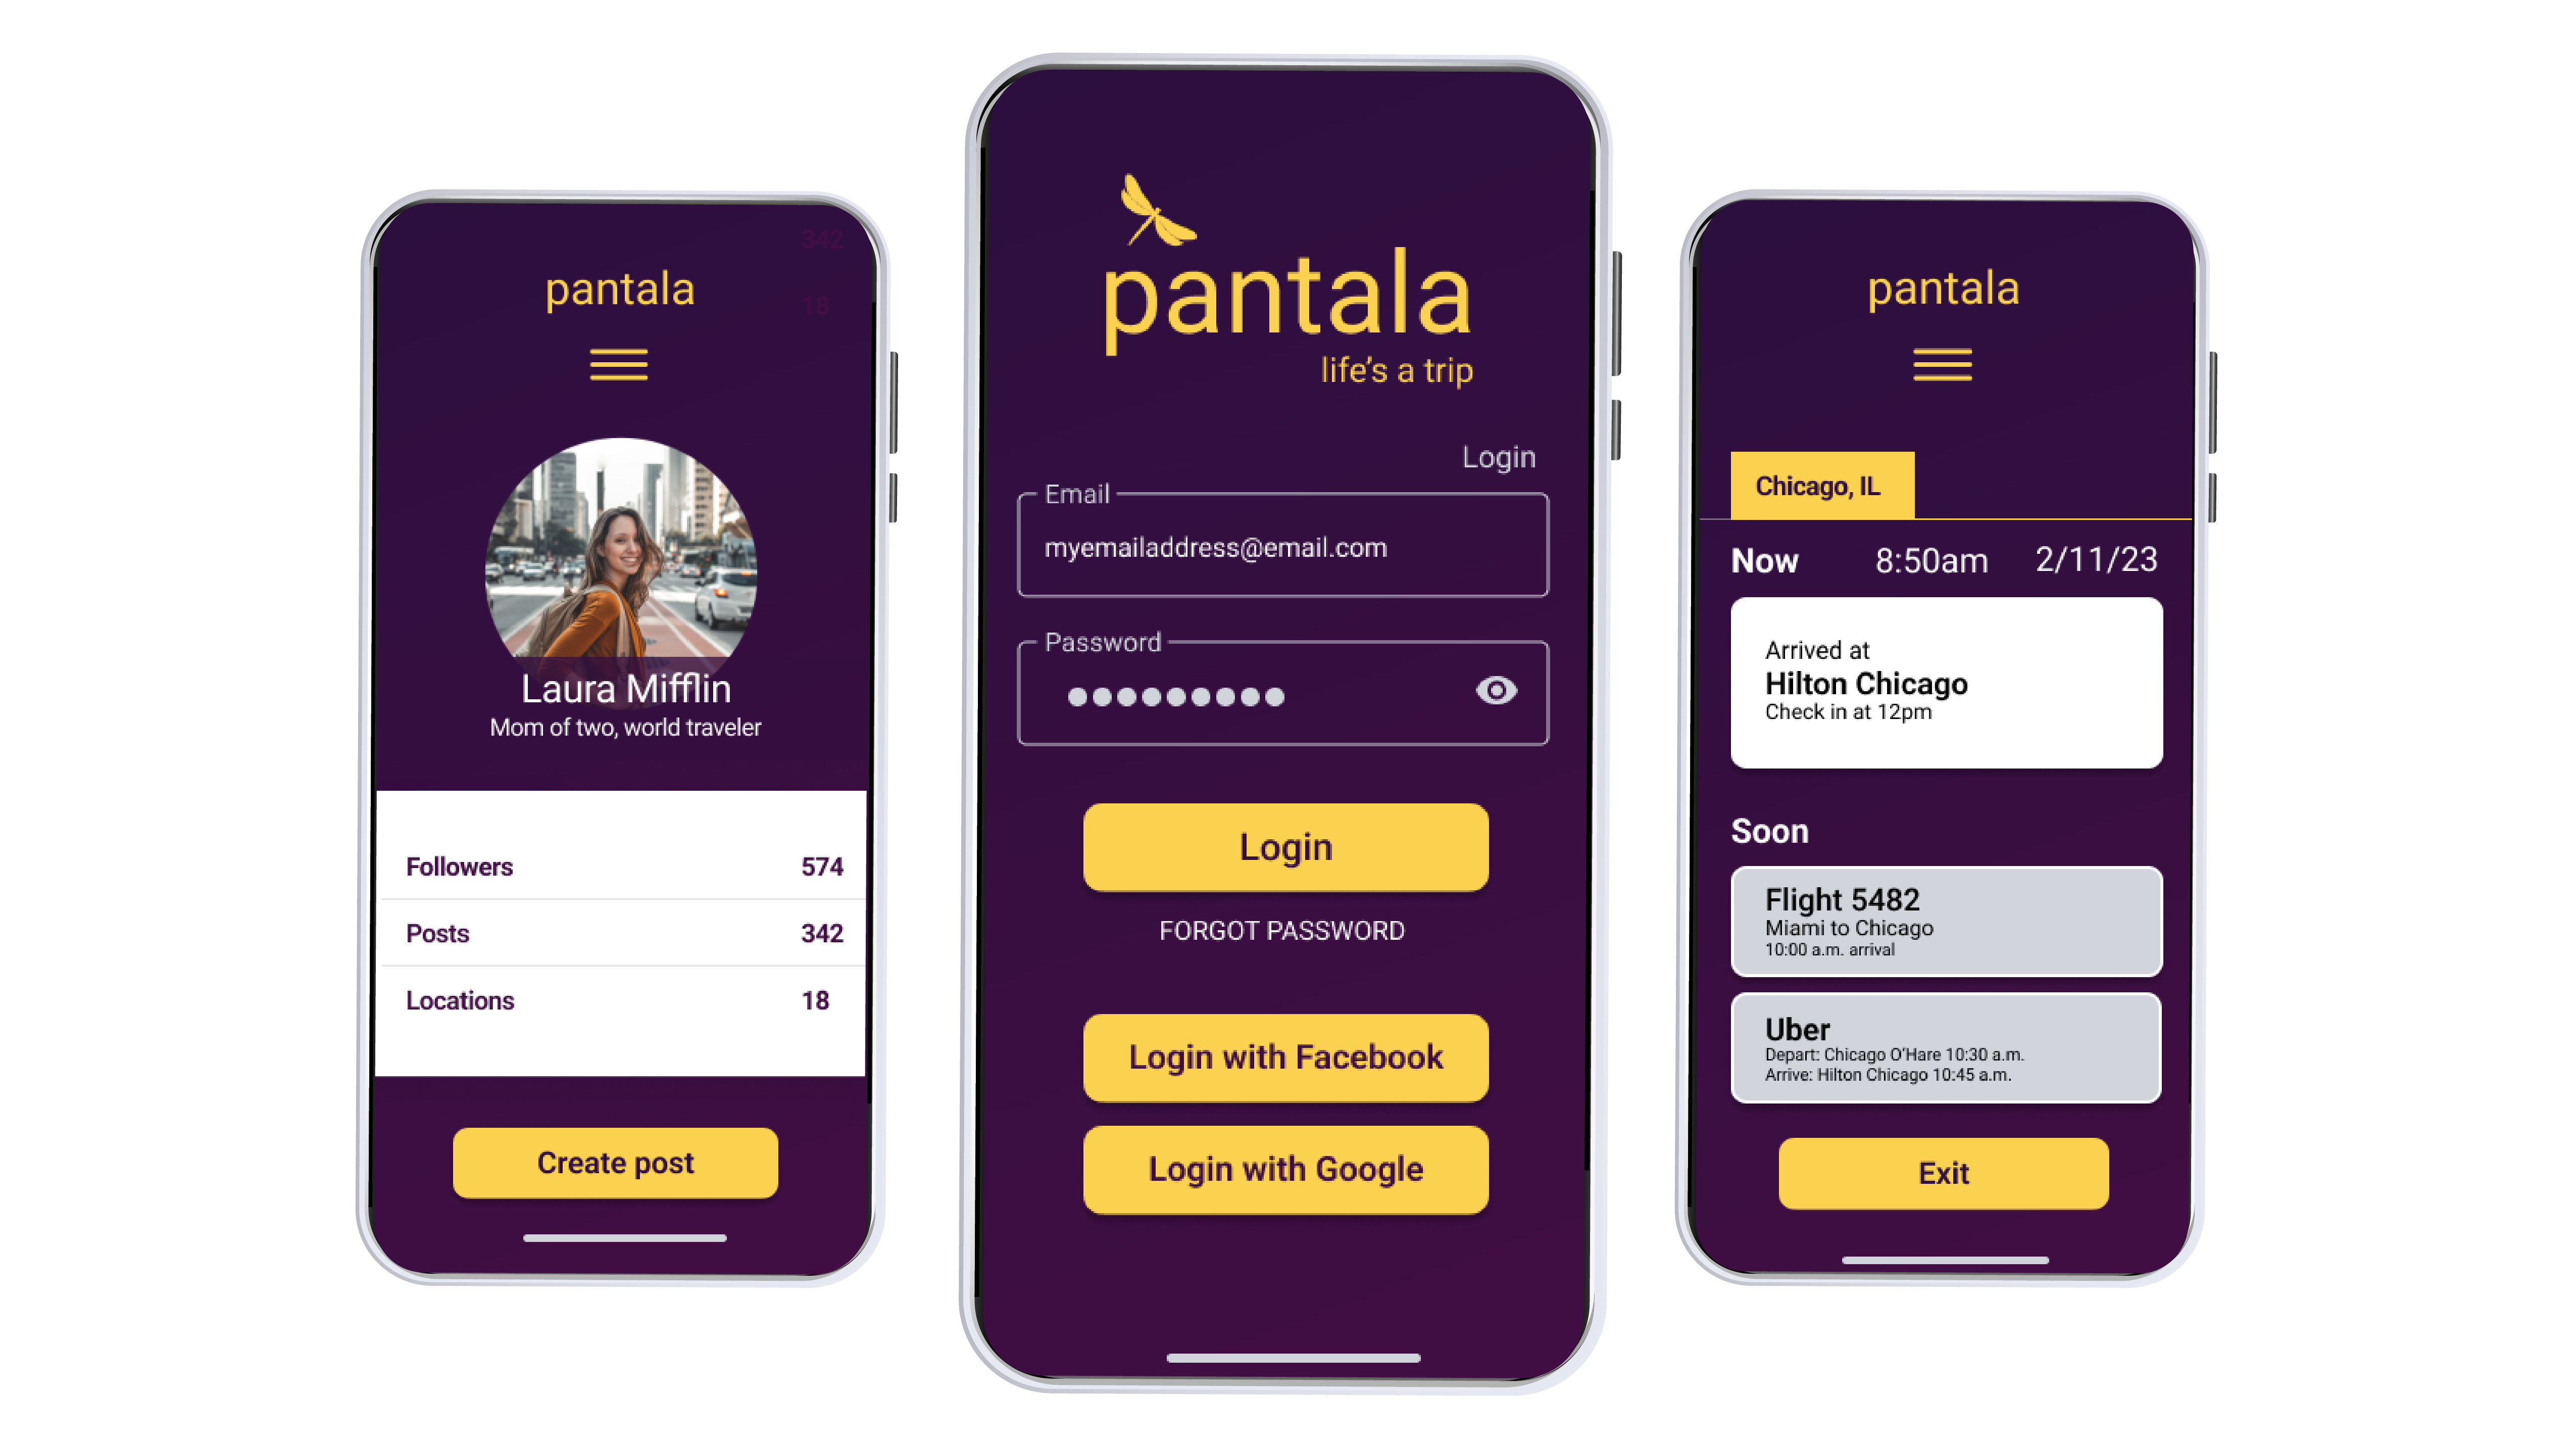 pantala
342
18
Laura Mifflin
Mom of two, world traveler
Followers 574
Posts 342
Locations 18
Create post
pantala
life's a trip
Login
Email
myemailaddress@email.com
Password
Login
FORGOT PASSWORD
Login with Facebook
Login with Google
pantala
Chicago, IL
Now 8:50am 2/11/23
Arrived at
Hilton Chicago
Check in at 12pm
Soon
Flight 5482
Miami to Chicago
10:00 a.m. arrival
Uber
Depart: Chicago O'Hare 10:30 a.m.
Arrive: Hilton Chicago 10:45 a.m.
Exit